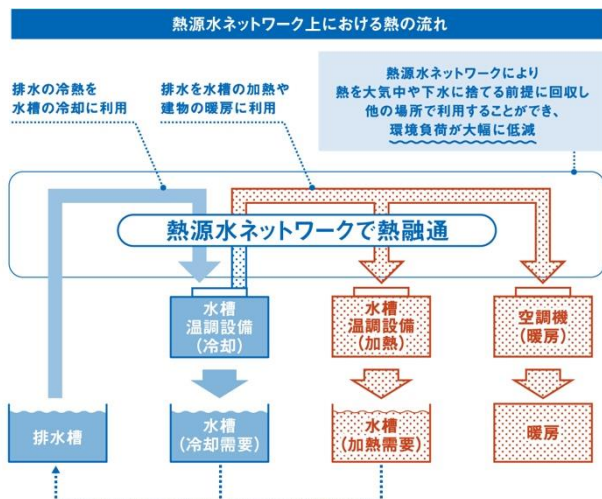 熱源水ネットワーク上における熱の流れ
排水の冷熱を
水槽の冷却に利用
排水を水槽の加熱や
建物の暖房に利用
熱源水ネットワークにより
熱を大気中や下水に捨てる前提に回収し
他の場所で利用することができ、
環境負荷が大幅に低減
熱源水ネットワークで熱融通
水槽
温調設備
(冷却)
水槽
温調設備
(加熱)
空調機
(暖房)
排水槽
水槽
(冷却需要)
水槽
(加熱需要)
暖房